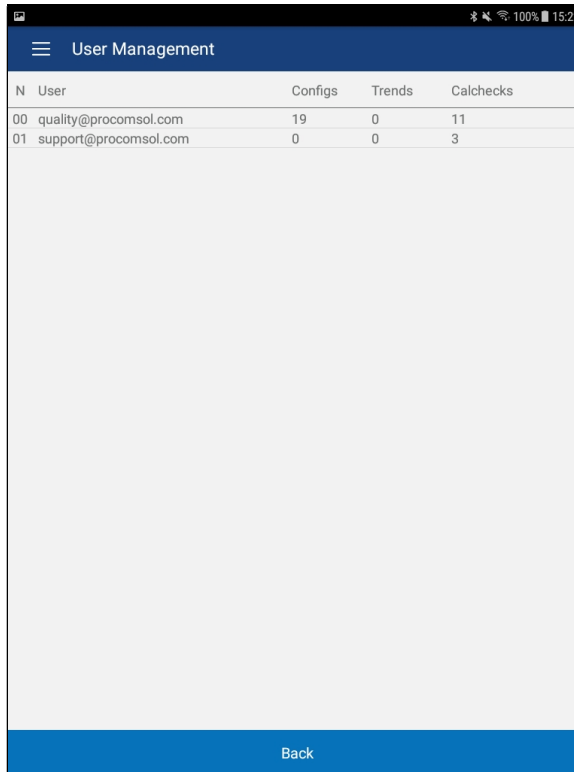 100% 15:2
User Management
N User Configs Trends Calchecks
00 quality@procomsol.com 19 0 11
01 support@procomsol.com 0 0 3
Back